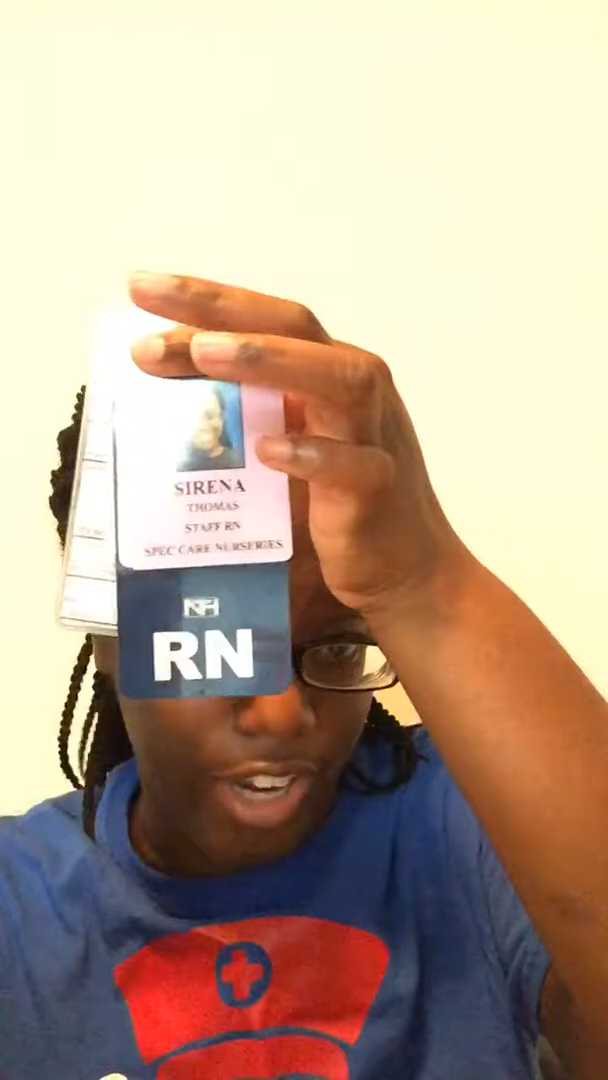 SIRENA
THOMAS
STAFF RN
SPEC CARE NURSERIES
NH
RN